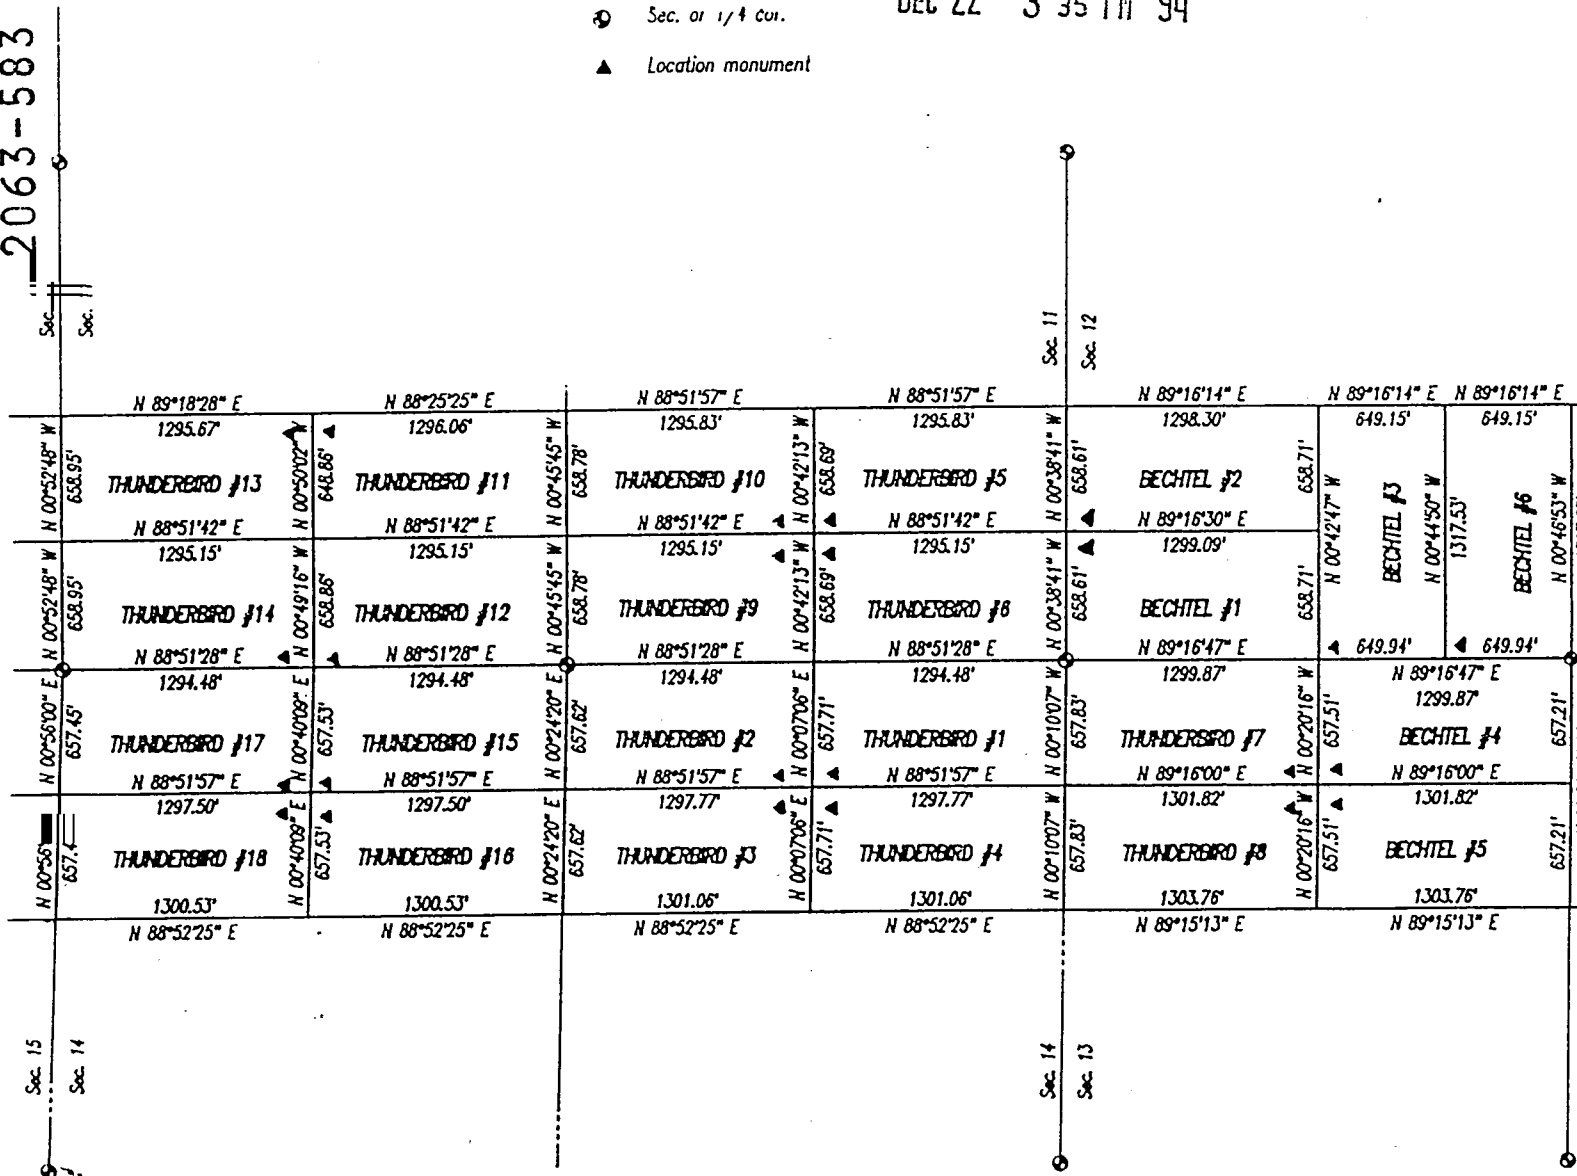 2063-583
Sec. or 1/4 cor.
DEC 22 3 35 PM 94
Location monument
Sec.
Sec.
Sec. 11
Sec. 12
N 89°18'28" E
N 88°25'25" E
N 88°51'57" E
N 88°51'57" E
N 89°16'14" E
N 89°16'14" E
N 89°16'14" E
1295.67'
1296.06'
1295.83'
1295.83'
1298.30'
649.15'
649.15'
N 00°52'48" W
658.95'
THUNDERBIRD #13
N 00°50'02" W
648.86'
THUNDERBIRD #11
N 00°45'45" W
658.78'
THUNDERBIRD #10
N 00°42'13" W
658.69'
THUNDERBIRD #5
N 00°38'41" W
658.61'
BECHTEL #2
658.71'
N 00°42'47" W
BECHTEL #3
N 00°44'50" W
1317.53'
BECHTEL #6
N 00°46'53" W
N 88°51'42" E
N 88°51'42" E
N 88°51'42" E
N 88°51'42" E
N 89°16'30" E
1295.15'
1295.15'
1295.15'
1295.15'
1299.09'
N 00°52'48" W
658.95'
THUNDERBIRD #14
N 00°49'16" W
658.86'
THUNDERBIRD #12
N 00°45'45" W
658.78'
THUNDERBIRD #9
N 00°42'13" W
658.69'
THUNDERBIRD #6
N 00°38'41" W
658.61'
BECHTEL #1
658.71'
N 88°51'28" E
N 88°51'28" E
N 88°51'28" E
N 88°51'28" E
N 89°16'47" E
649.94'
649.94'
1294.48'
1294.48'
1294.48'
1294.48'
1299.87'
N 89°16'47" E
1299.87'
N 00°56'00" E
657.45'
THUNDERBIRD #17
N 00°40'09" E
657.53'
THUNDERBIRD #15
N 00°24'20" E
657.62'
THUNDERBIRD #2
N 00°07'06" E
657.71'
THUNDERBIRD #1
N 00°10'07" W
657.83'
THUNDERBIRD #7
N 00°20'16" W
657.51'
BECHTEL #4
657.21'
N 88°51'57" E
N 88°51'57" E
N 88°51'57" E
N 88°51'57" E
N 89°16'00" E
N 89°16'00" E
1297.50'
1297.50'
1297.77'
1297.77'
1301.82'
1301.82'
N 00°56'
657.4
THUNDERBIRD #18
N 00°40'09" E
657.53'
THUNDERBIRD #16
N 00°24'20" E
657.62'
THUNDERBIRD #3
N 00°07'06" E
657.71'
THUNDERBIRD #4
N 00°10'07" W
657.83'
THUNDERBIRD #8
N 00°20'16" W
657.51'
BECHTEL #5
657.21'
1300.53'
1300.53'
1301.06'
1301.06'
1303.76'
1303.76'
N 88°52'25" E
N 88°52'25" E
N 88°52'25" E
N 88°52'25" E
N 89°15'13" E
N 89°15'13" E
Sec. 15
Sec. 14
Sec. 14
Sec. 13